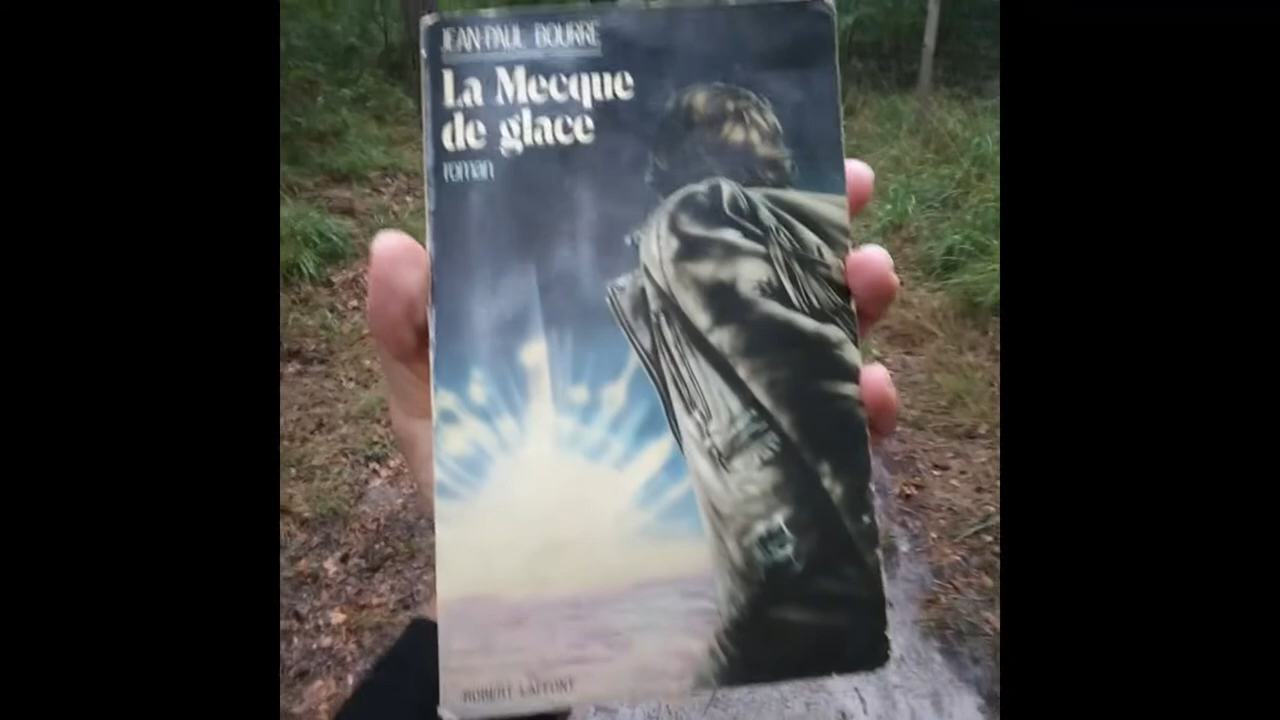 JEAN-PAUL BOURRE
La Mecque
de glace
roman
ROBERT LAFFONT